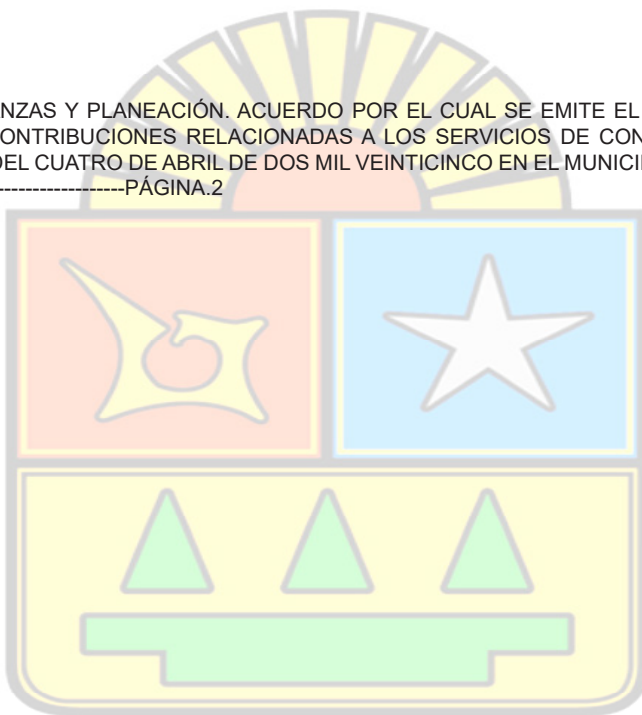 NZAS Y PLANEACIÓN. ACUERDO POR EL CUAL SE EMITE EL
ONTRIBUCIONES RELACIONADAS A LOS SERVICIOS DE CON
DEL CUATRO DE ABRIL DE DOS MIL VEINTICINCO EN EL MUNICI
-------------------PÁGINA.2